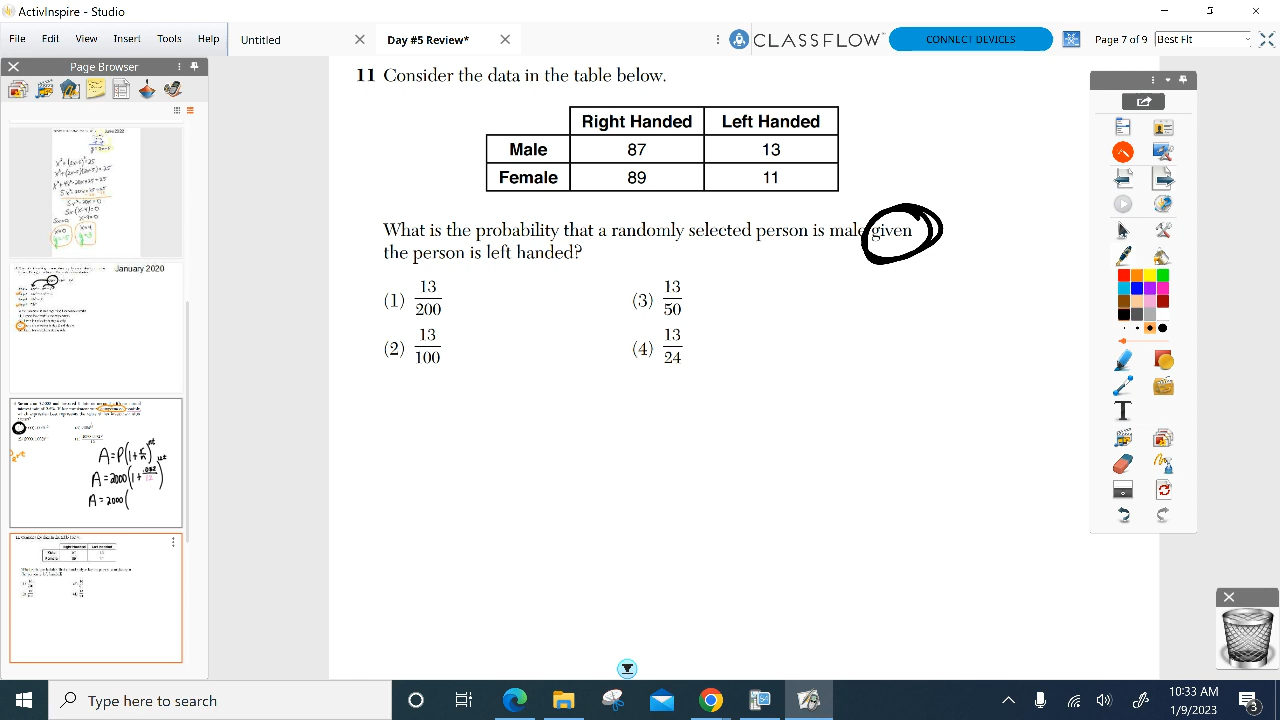 ActivInspire - Studio
File Edit View Insert Tools Help
Untitled
Day #5 Review*
CLASSFLOW
CONNECT DEVICES
Page 7 of 9
Best Fit
Page Browser
January 2020
A=P(1+
A=2000(1+
A=2000(
11 Consider the data in the table below.
Right Handed Left Handed
Male 87 13
Female 89 11
What is the probability that a randomly selected person is male given
the person is left handed?
(1) 13/200
(2) 13/100
(3) 13/50
(4) 13/24
T
Type here to search
10:33 AM
1/9/2023
3